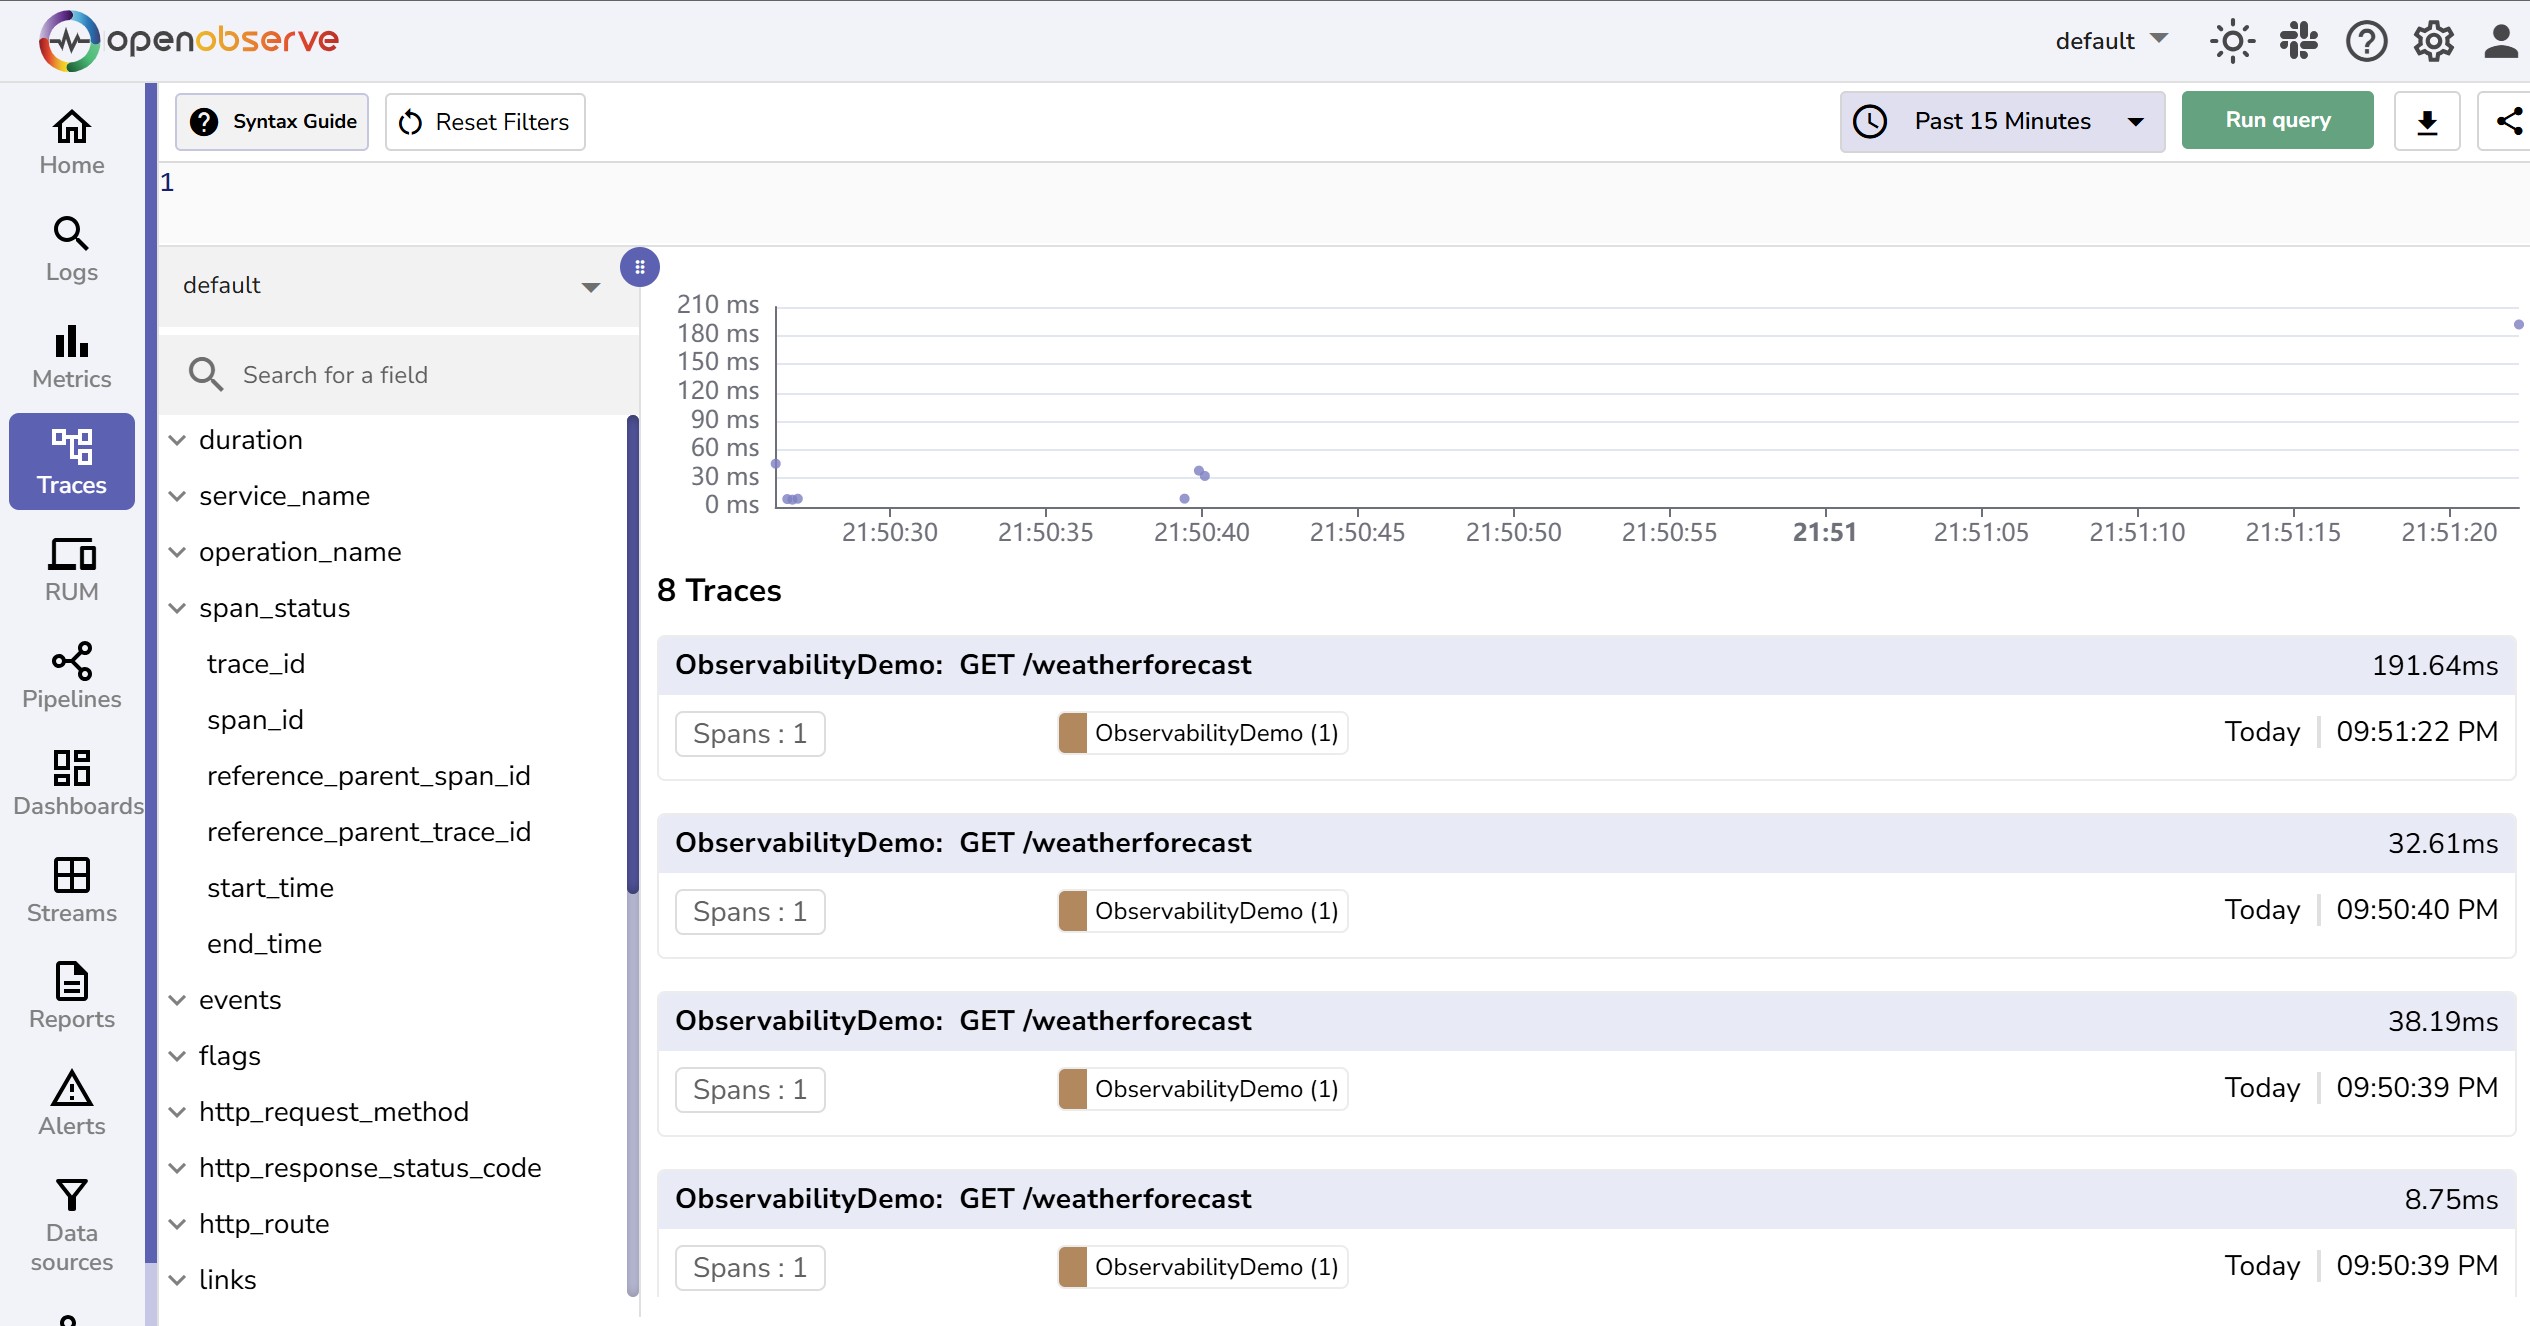 openobserve
default
Syntax Guide
Reset Filters
Past 15 Minutes
Run query
Home
Logs
Metrics
Traces
RUM
Pipelines
Dashboards
Streams
Reports
Alerts
Data
sources
1
default
Search for a field
duration
service_name
operation_name
span_status
trace_id
span_id
reference_parent_span_id
reference_parent_trace_id
start_time
end_time
events
flags
http_request_method
http_response_status_code
http_route
links
210 ms
180 ms
150 ms
120 ms
90 ms
60 ms
30 ms
0 ms
21:50:30 21:50:35 21:50:40 21:50:45 21:50:50 21:50:55 21:51 21:51:05 21:51:10 21:51:15 21:51:20
8 Traces
ObservabilityDemo: GET /weatherforecast 191.64ms
Spans : 1 ObservabilityDemo (1) Today 09:51:22 PM
ObservabilityDemo: GET /weatherforecast 32.61ms
Spans : 1 ObservabilityDemo (1) Today 09:50:40 PM
ObservabilityDemo: GET /weatherforecast 38.19ms
Spans : 1 ObservabilityDemo (1) Today 09:50:39 PM
ObservabilityDemo: GET /weatherforecast 8.75ms
Spans : 1 ObservabilityDemo (1) Today 09:50:39 PM